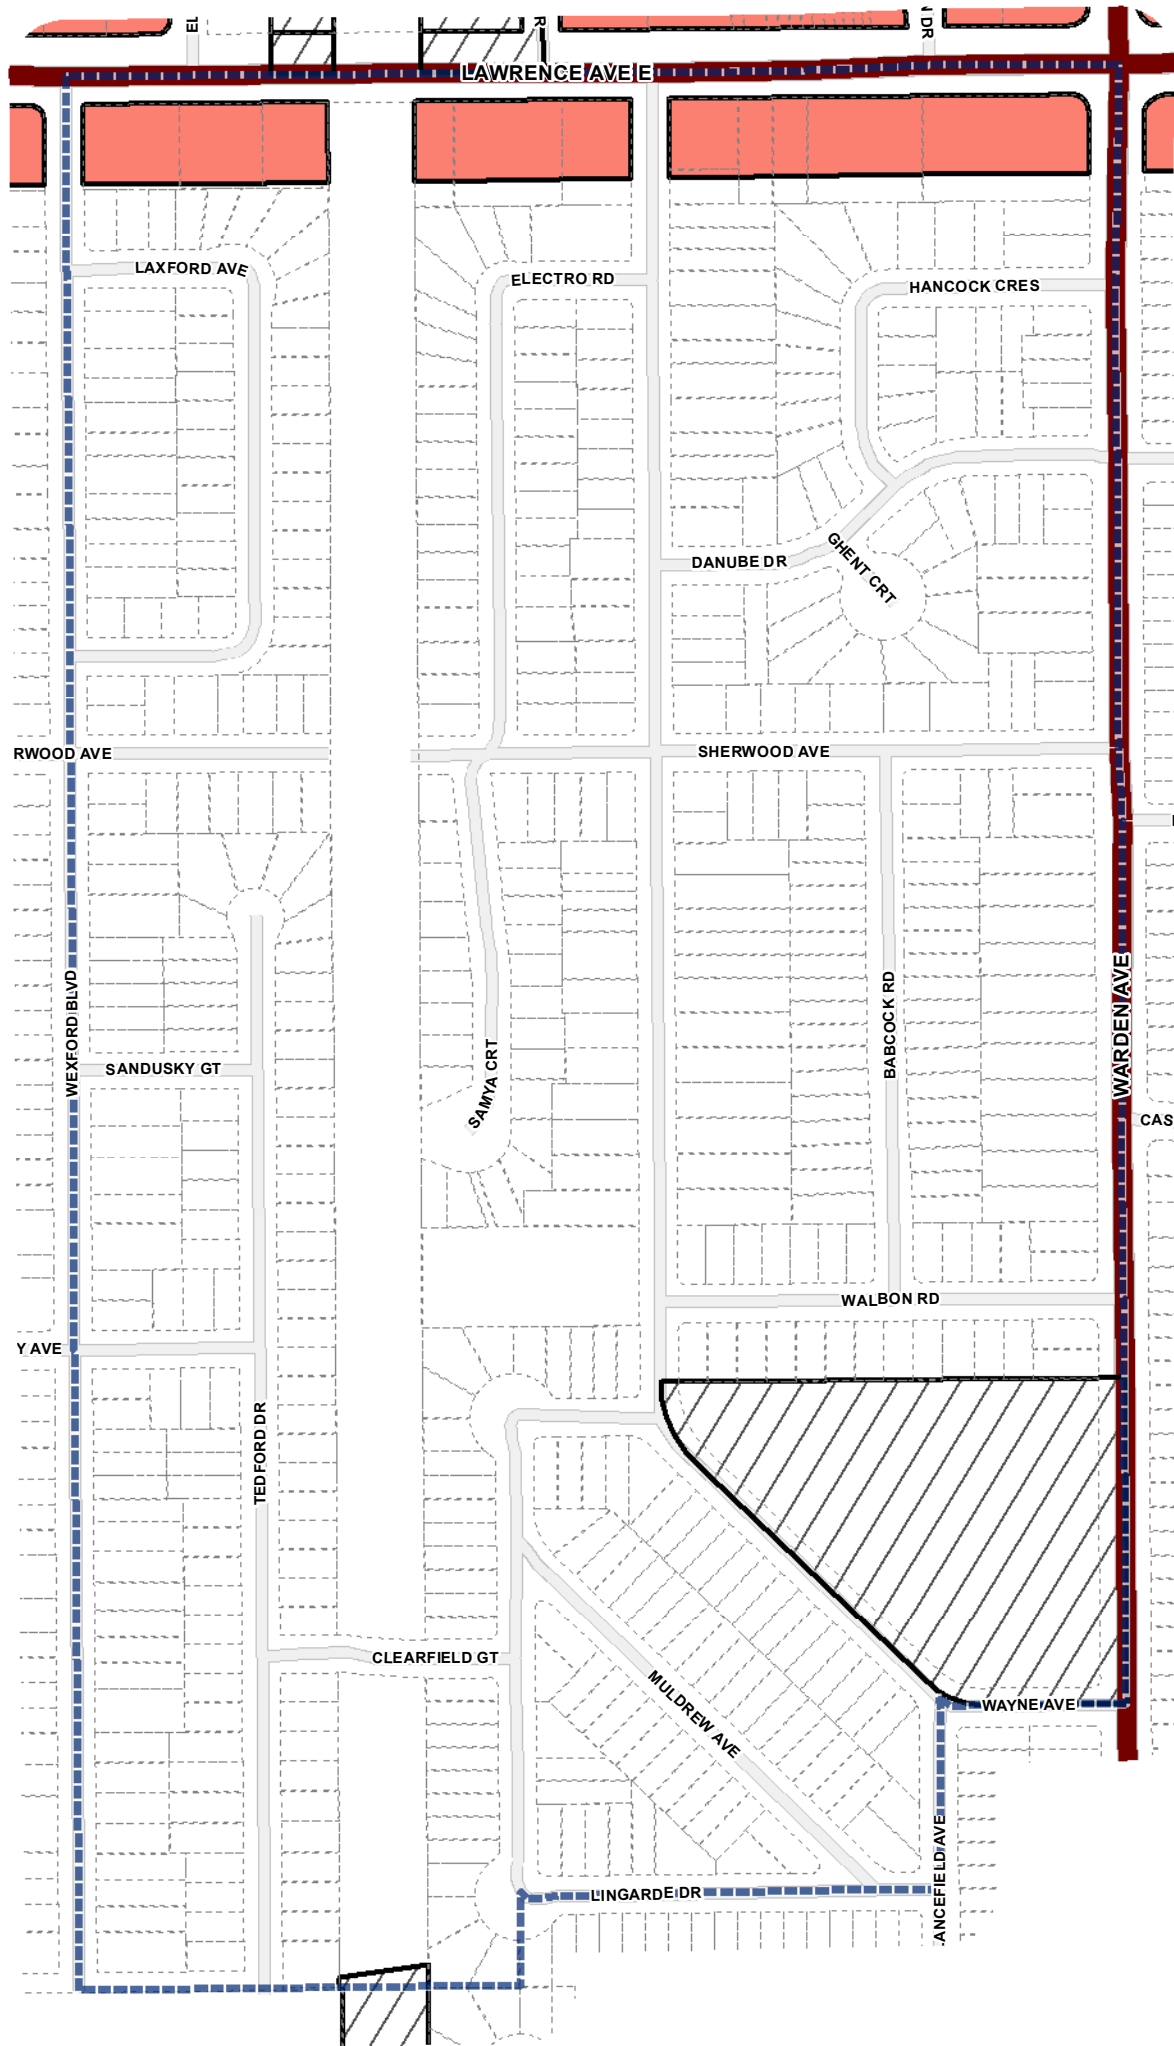 EL
R
N DR
LAWRENCE AVE E
LAXFORD AVE
ELECTRO RD
HANCOCK CRES
DANUBE DR
GHENT CRT
RWOOD AVE
SHERWOOD AVE
WEXFORD BLVD
BABCOCK RD
WARDEN AVE
SANDUSKY GT
SAMYA CRT
CAS
WALBON RD
Y AVE
TEDFORD DR
CLEARFIELD GT
MULDREW AVE
WAYNE AVE
ANCEFIELD AVE
LINGARDE DR